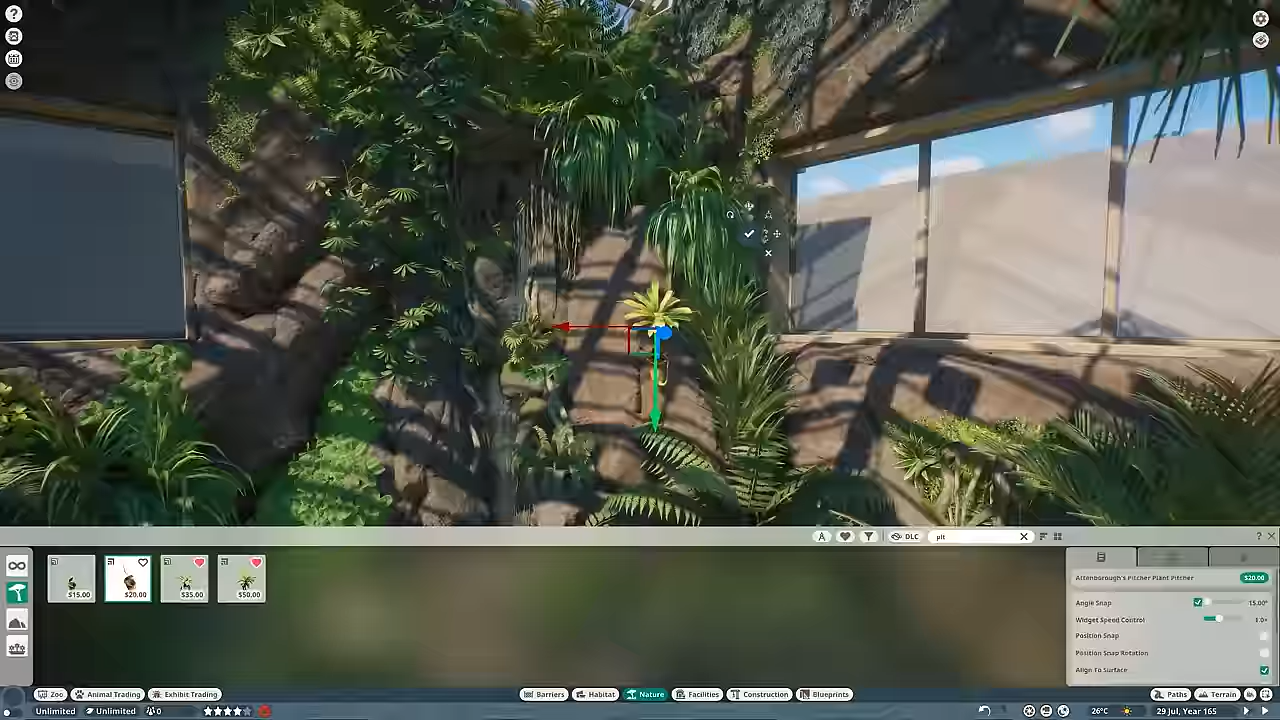 DLC
pit
$15.00
$20.00
$35.00
$50.00
Attenborough's Pitcher Plant Pitcher
$20.00
Angle Snap
15.00°
Widget Speed Control
1.0×
Position Snap
Position Snap Rotation
Align To Surface
Zoo
Animal Trading
Exhibit Trading
Barriers
Habitat
Nature
Facilities
Construction
Blueprints
Paths
Terrain
Unlimited
Unlimited
0
26°C
29 Jul, Year 165